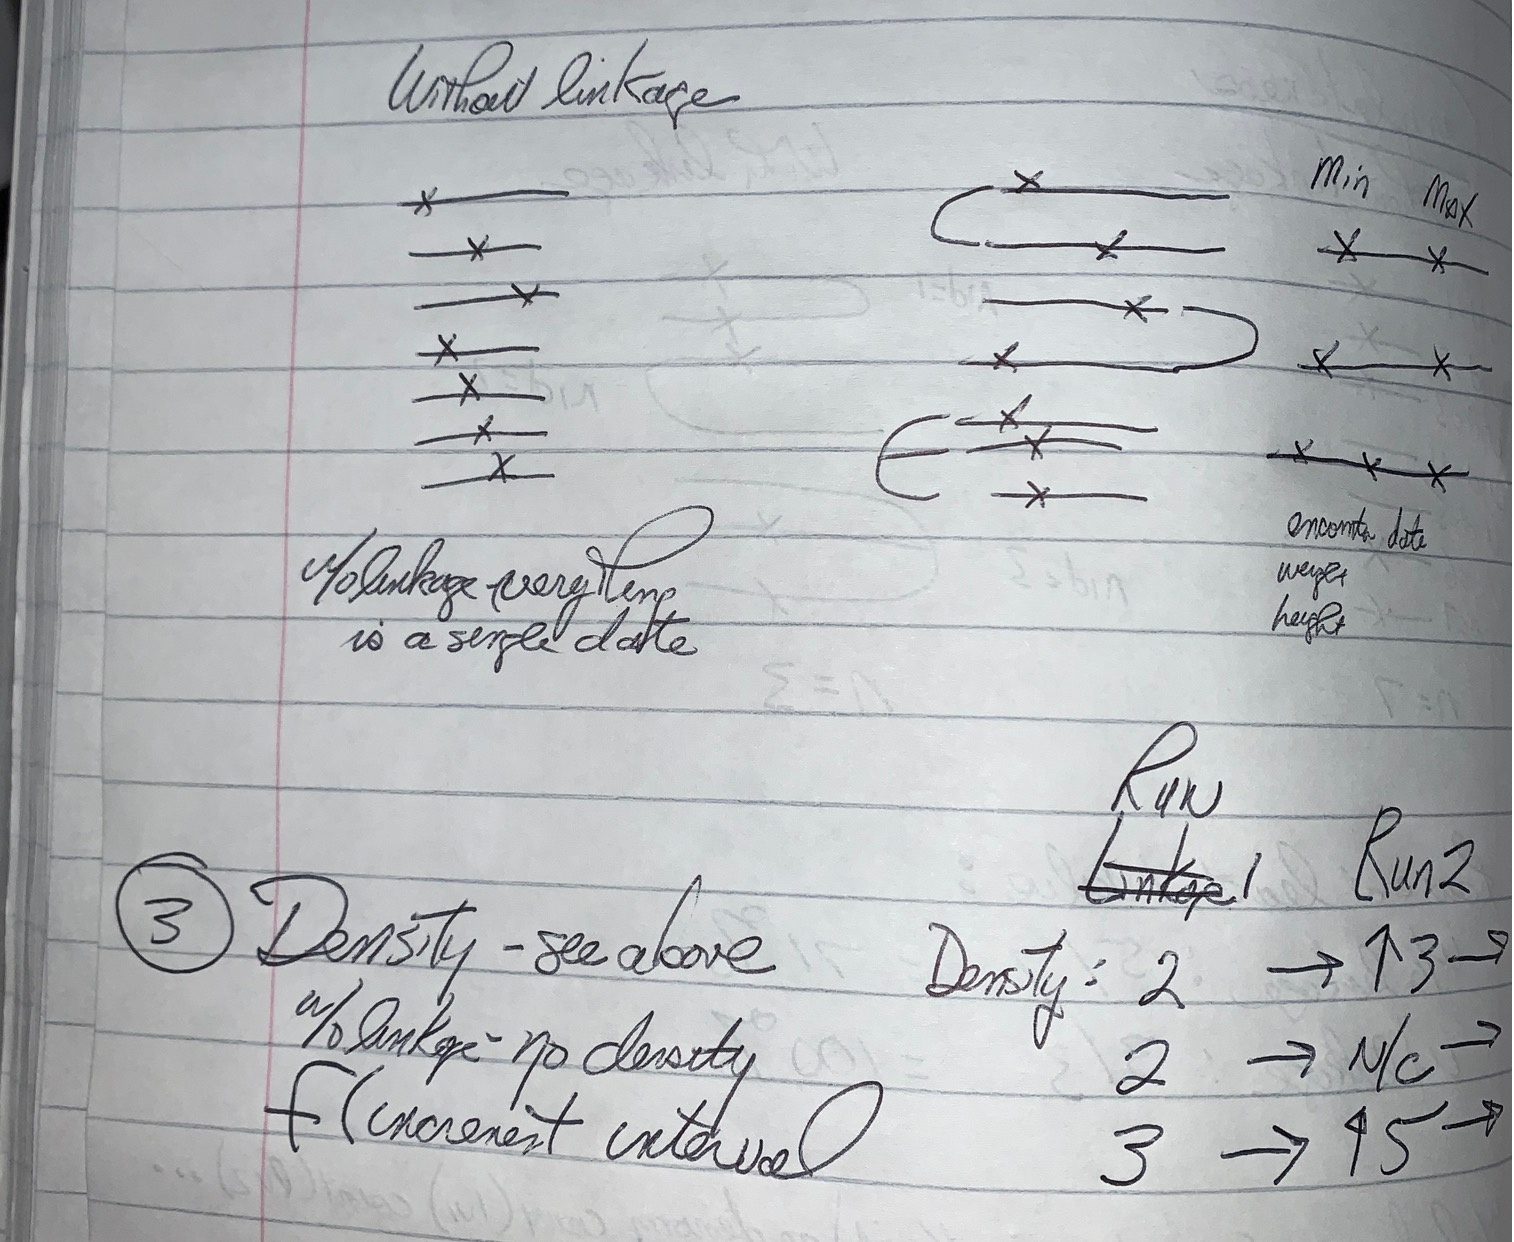 Without linkage
Min Max
encounter date
weight
height
w/o linkage everything
is a single date
Run
Linkage 1 Run 2
③ Density - see above Density: 2 → ↑3 →
w/o linkage - no density 2 → N/C →
f(increment interval) 3 → ↑5 →